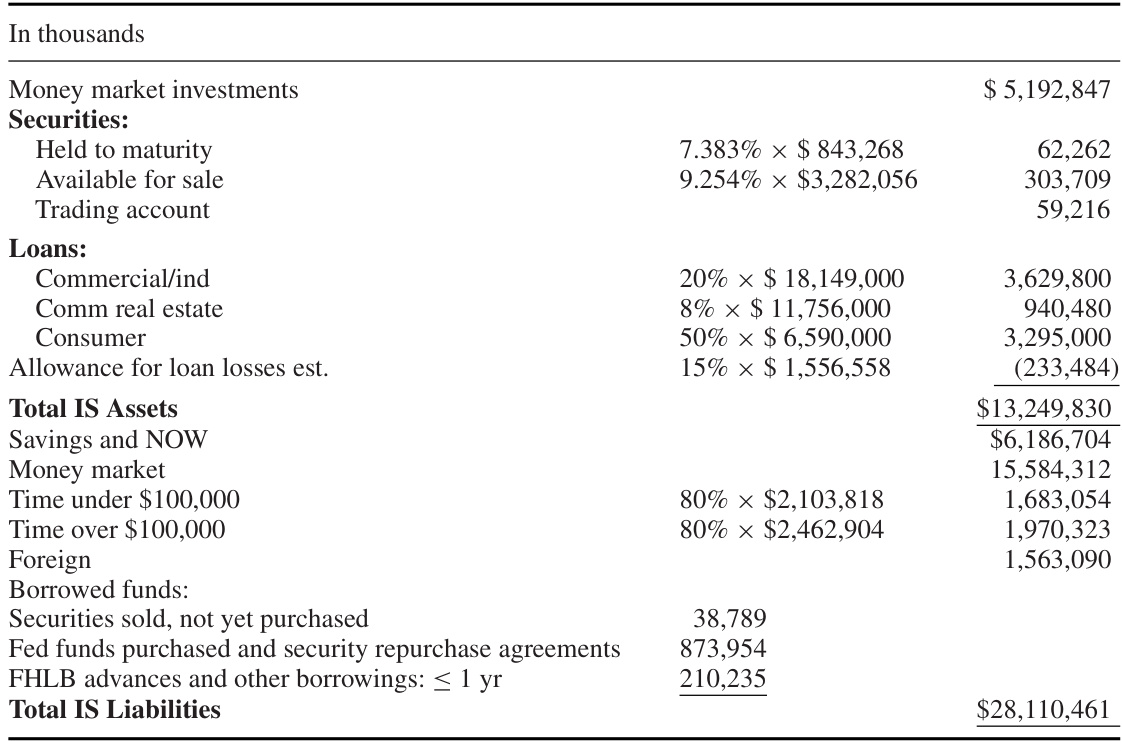 In thousands
Money market investments $ 5,192,847
Securities:
Held to maturity 7.383% × $ 843,268 62,262
Available for sale 9.254% × $3,282,056 303,709
Trading account 59,216
Loans:
Commercial/ind 20% × $ 18,149,000 3,629,800
Comm real estate 8% × $ 11,756,000 940,480
Consumer 50% × $ 6,590,000 3,295,000
Allowance for loan losses est. 15% × $ 1,556,558 (233,484)
Total IS Assets $13,249,830
Savings and NOW $6,186,704
Money market 15,584,312
Time under $100,000 80% × $2,103,818 1,683,054
Time over $100,000 80% × $2,462,904 1,970,323
Foreign 1,563,090
Borrowed funds:
Securities sold, not yet purchased 38,789
Fed funds purchased and security repurchase agreements 873,954
FHLB advances and other borrowings: ≤ 1 yr 210,235
Total IS Liabilities $28,110,461